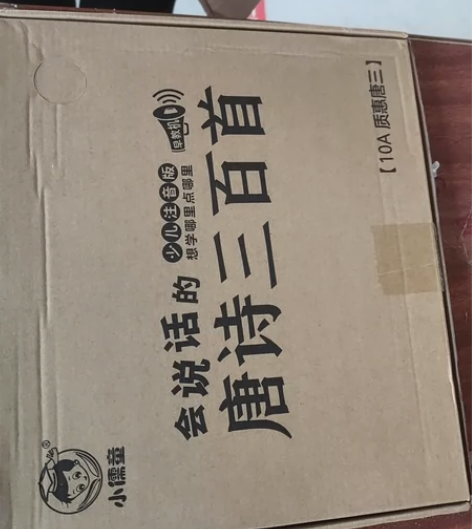 小儒童
会说话的
少儿注音版
想学哪里点哪里
早教机
唐诗三百首
【10A 质惠唐三】